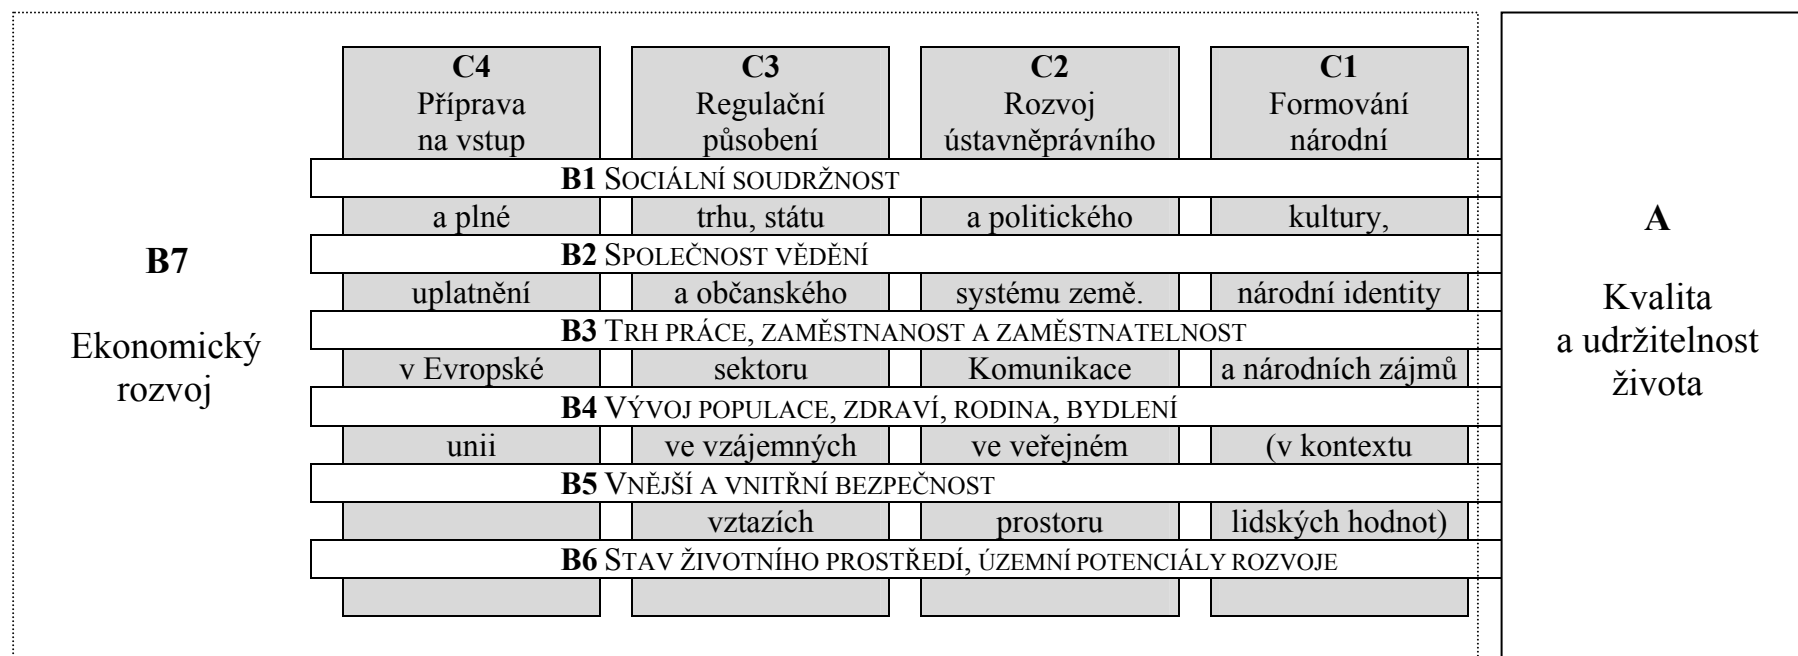 B7
Ekonomický
rozvoj
C4
Příprava
na vstup
a plné
uplatnění
v Evropské
unii
C3
Regulační
působení
trhu, státu
a občanského
sektoru
ve vzájemných
vztazích
C2
Rozvoj
ústavněprávního
a politického
systému země.
Komunikace
ve veřejném
prostoru
C1
Formování
národní
kultury,
národní identity
a národních zájmů
(v kontextu
lidských hodnot)
B1 SOCIÁLNÍ SOUDRŽNOST
B2 SPOLEČNOST VĚDĚNÍ
B3 TRH PRÁCE, ZAMĚSTNANOST A ZAMĚSTNATELNOST
B4 VÝVOJ POPULACE, ZDRAVÍ, RODINA, BYDLENÍ
B5 VNĚJŠÍ A VNITŘNÍ BEZPEČNOST
B6 STAV ŽIVOTNÍHO PROSTŘEDÍ, ÚZEMNÍ POTENCIÁLY ROZVOJE
A
Kvalita
a udržitelnost
života